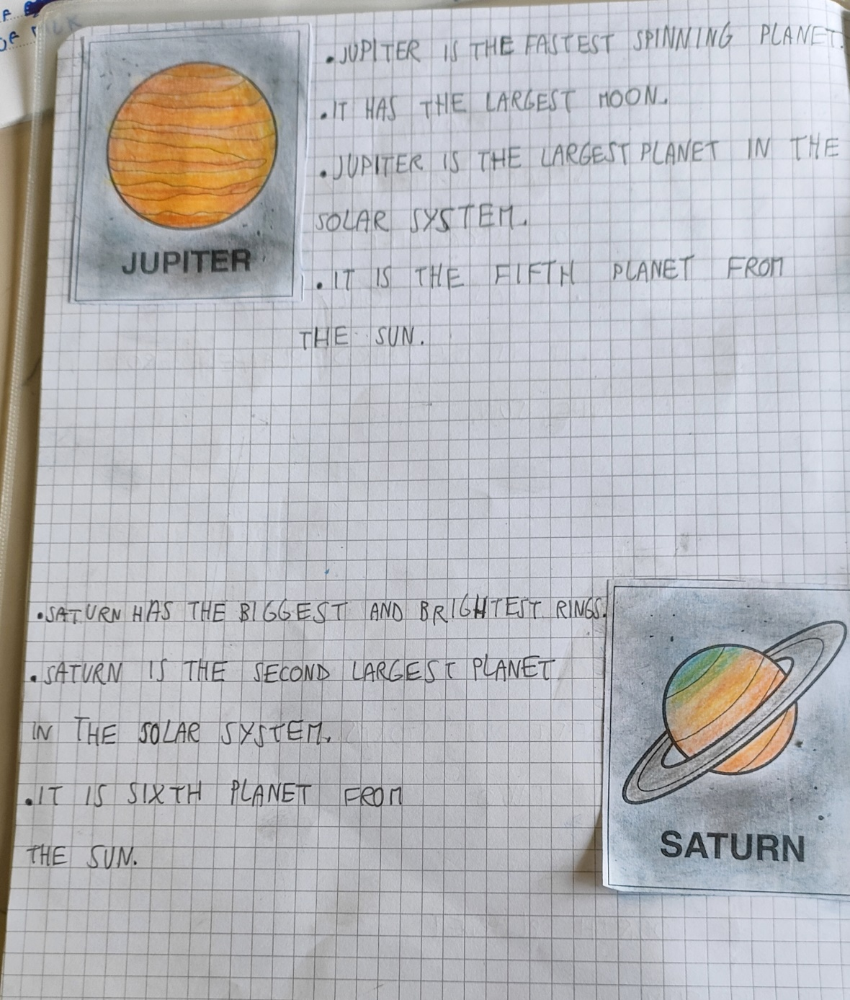 OF MILK
• JUPITER IS THE FASTEST SPINNING PLANET.
• IT HAS THE LARGEST MOON.
• JUPITER IS THE LARGEST PLANET IN THE
SOLAR SYSTEM.
JUPITER
• IT IS THE FIFTH PLANET FROM
THE SUN.
• SATURN HAS THE BIGGEST AND BRIGHTEST RINGS.
• SATURN IS THE SECOND LARGEST PLANET
IN THE SOLAR SYSTEM.
• IT IS SIXTH PLANET FROM
THE SUN.
SATURN